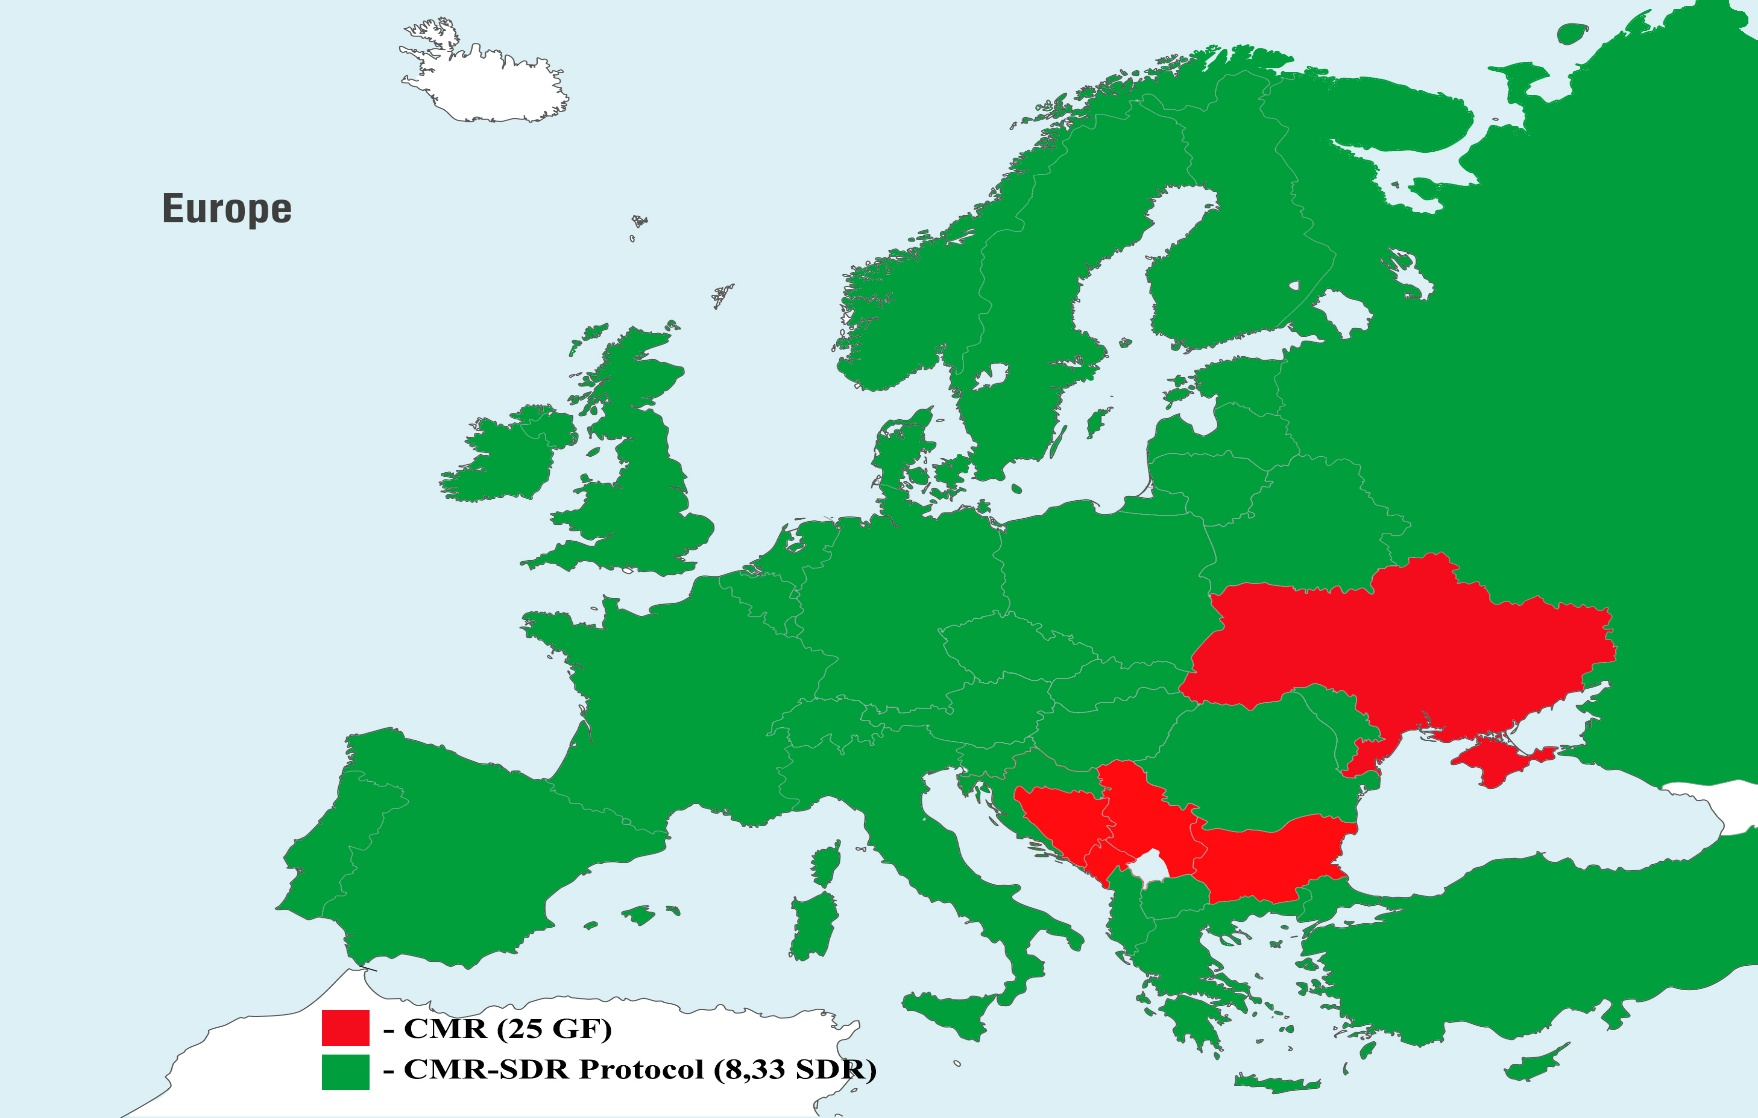 Europe
- CMR (25 GF)
- CMR-SDR Protocol (8,33 SDR)